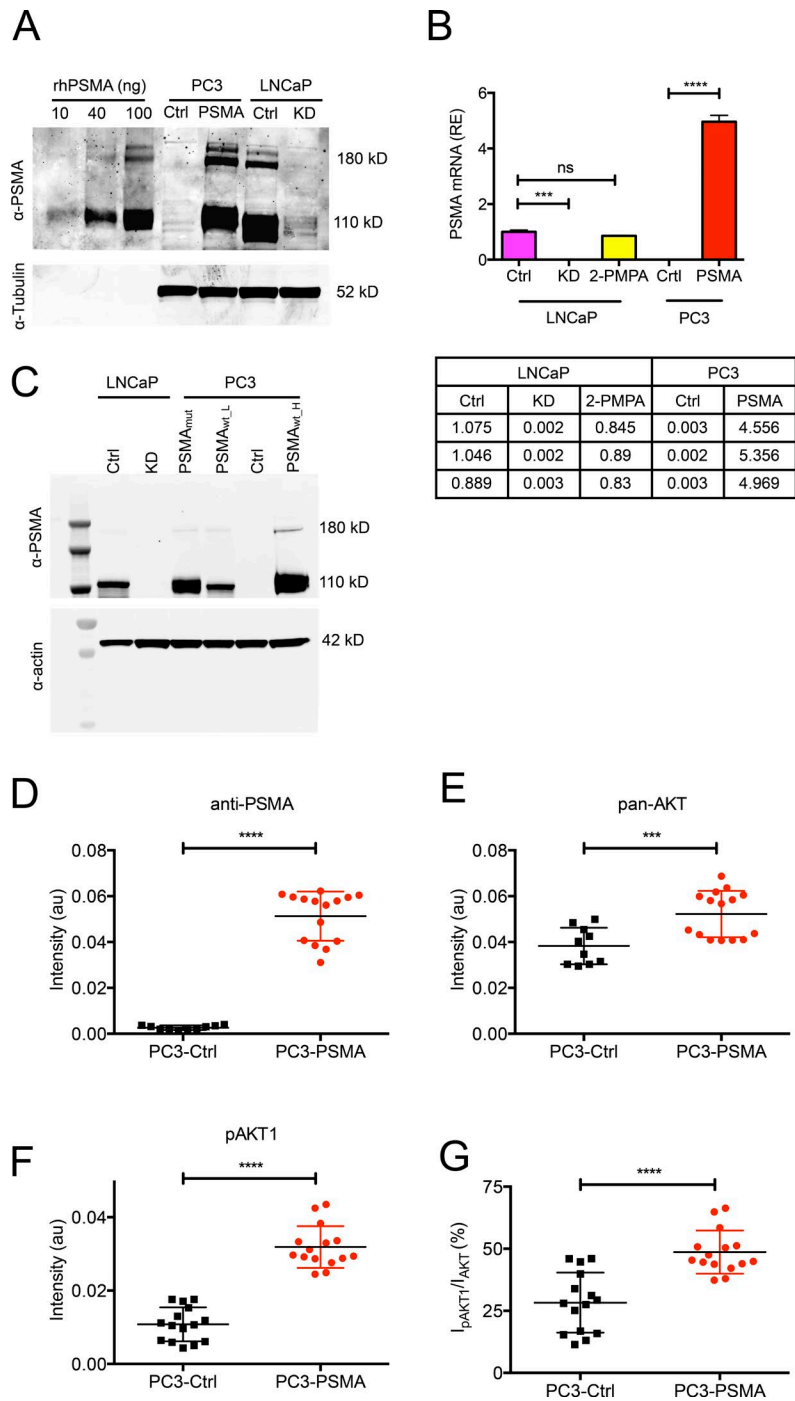 A
rhPSMA (ng) PC3 LNCaP
10 40 100 Ctrl PSMA Ctrl KD
α-PSMA
180 kD
110 kD
α-Tubulin
52 kD
B
PSMA mRNA (RE)
6
4
2
0
****
ns
***
Ctrl KD 2-PMPA Crtl PSMA
LNCaP PC3
LNCaP PC3
Ctrl KD 2-PMPA Ctrl PSMA
1.075 0.002 0.845 0.003 4.556
1.046 0.002 0.89 0.002 5.356
0.889 0.003 0.83 0.003 4.969
C
LNCaP PC3
Ctrl KD PSMAmut PSMAwt_L Ctrl PSMAwt_H
α-PSMA
180 kD
110 kD
α-actin
42 kD
D
anti-PSMA
****
Intensity (au)
0.08
0.06
0.04
0.02
0.00
PC3-Ctrl PC3-PSMA
E
pan-AKT
***
Intensity (au)
0.08
0.06
0.04
0.02
0.00
PC3-Ctrl PC3-PSMA
F
pAKT1
****
Intensity (au)
0.04
0.02
0.00
PC3-Ctrl PC3-PSMA
G
****
IpAKT1/IAKT (%)
75
50
25
0
PC3-Ctrl PC3-PSMA